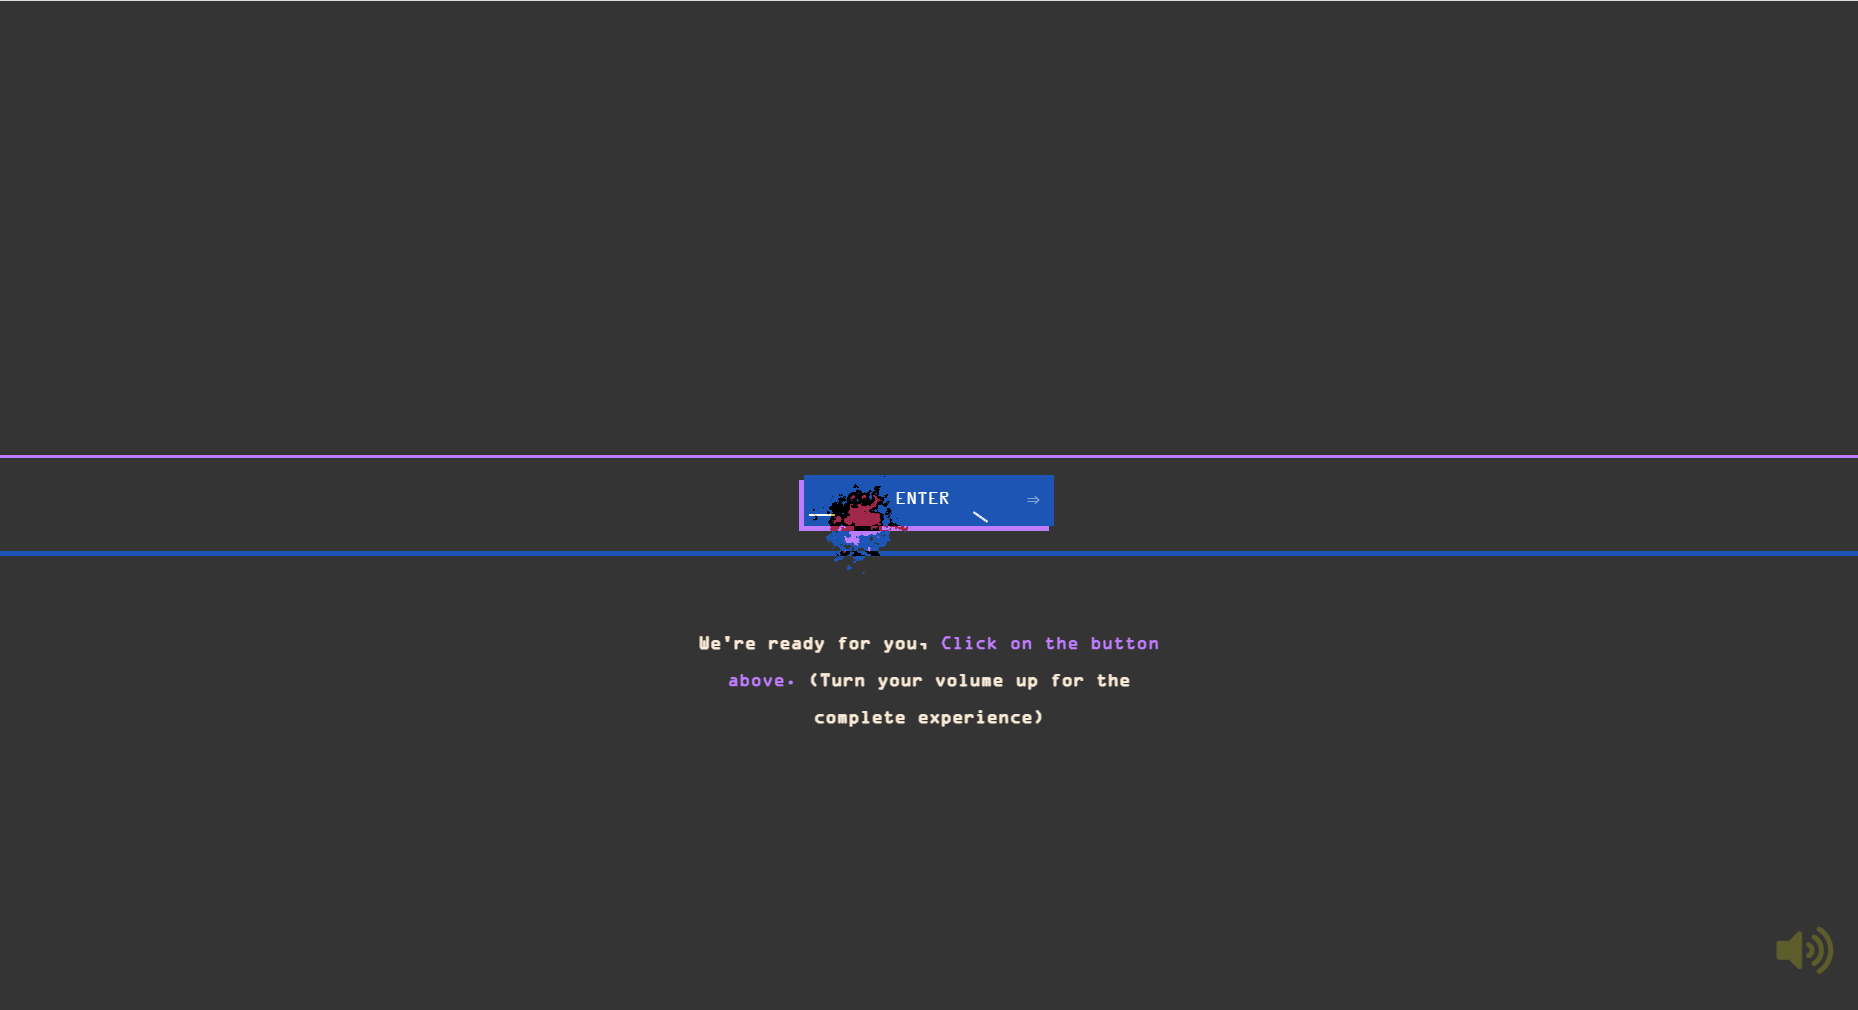 ENTER ⇒
We're ready for you, Click on the button
above. (Turn your volume up for the
complete experience)